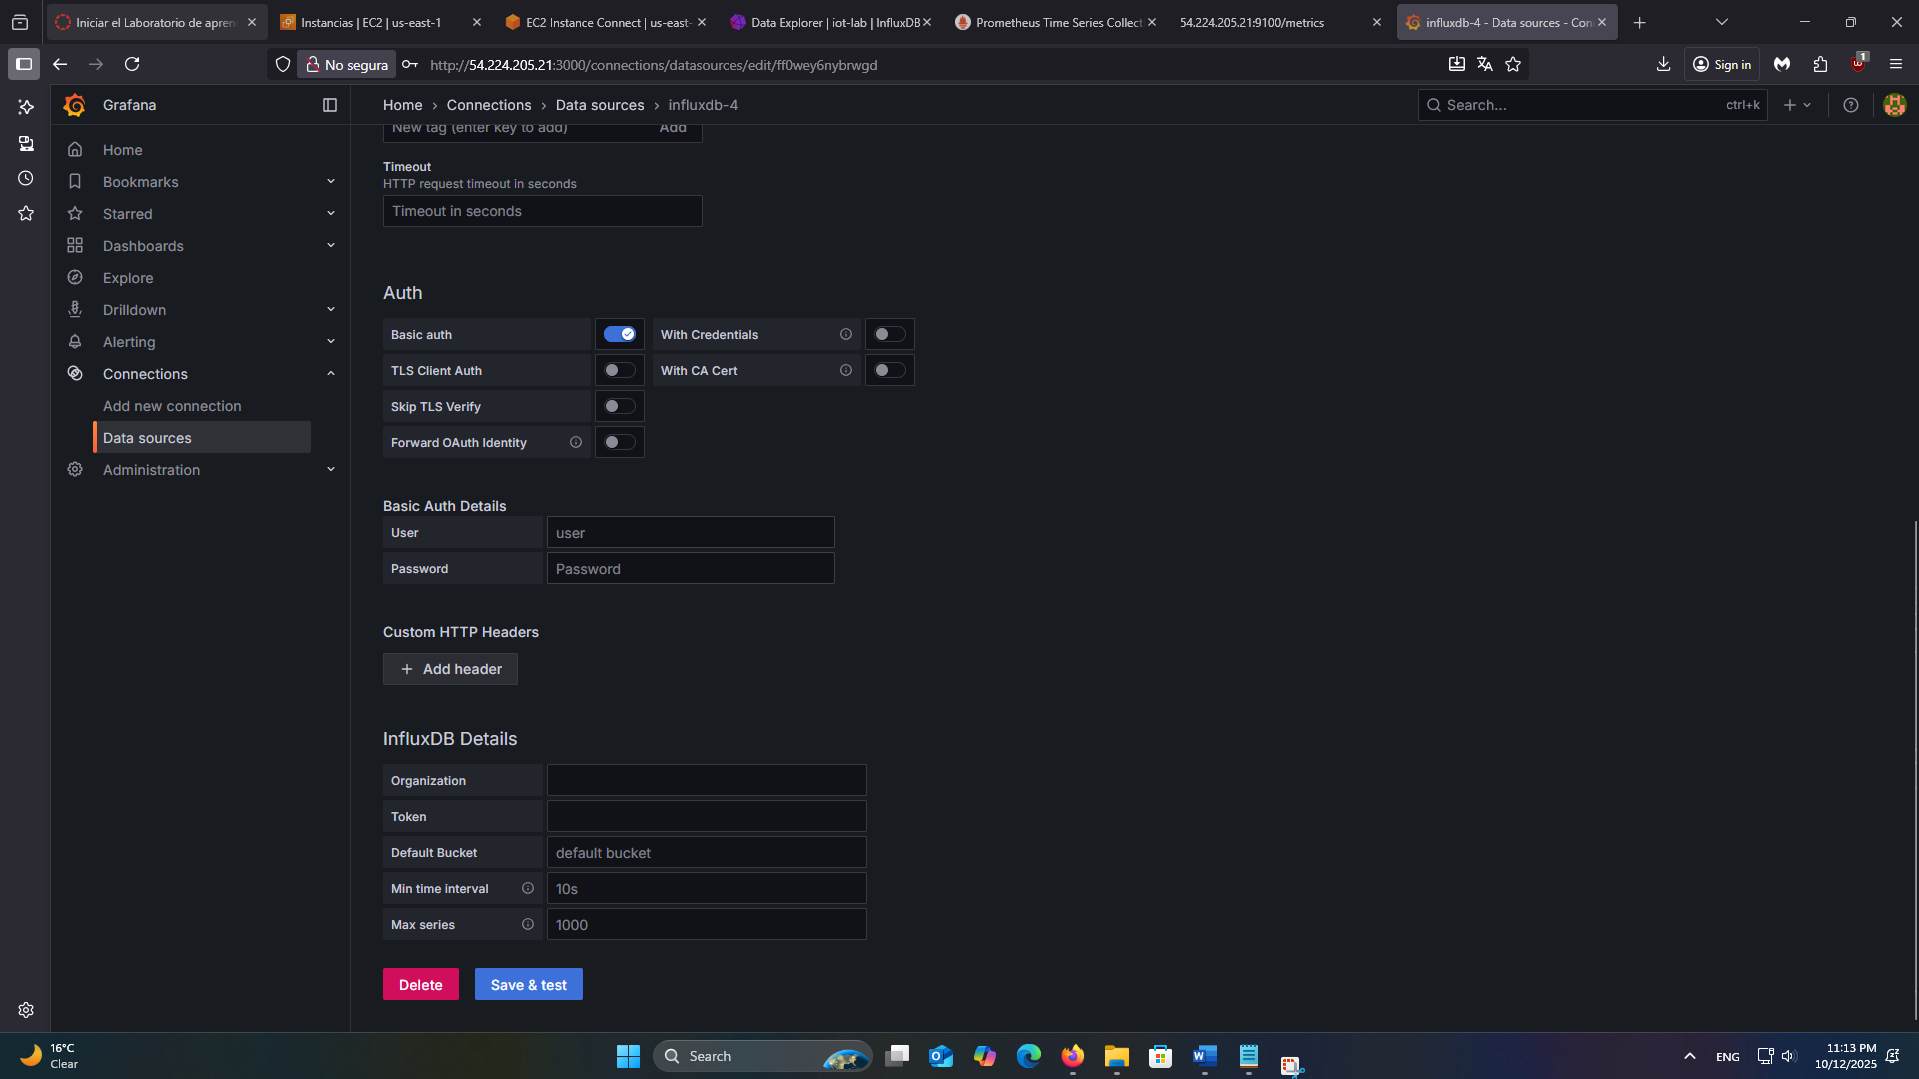 Iniciar el Laboratorio de apren
Instancias | EC2 | us-east-1
EC2 Instance Connect | us-east-
Data Explorer | iot-lab | InfluxDB
Prometheus Time Series Collect
54.224.205.21:9100/metrics
influxdb-4 - Data sources - Con
No segura
http://54.224.205.21:3000/connections/datasources/edit/ff0wey6nybrwgd
Sign in
1
Grafana
Home › Connections › Data sources › influxdb-4
Search...
ctrl+k
Home
Bookmarks
Starred
Dashboards
Explore
Drilldown
Alerting
Connections
Add new connection
Data sources
Administration
New tag (enter key to add)
Add
Timeout
HTTP request timeout in seconds
Timeout in seconds
Auth
Basic auth
With Credentials
TLS Client Auth
With CA Cert
Skip TLS Verify
Forward OAuth Identity
Basic Auth Details
User
user
Password
Password
Custom HTTP Headers
Add header
InfluxDB Details
Organization
Token
Default Bucket
default bucket
Min time interval
10s
Max series
1000
Delete
Save & test
16°C
Clear
Search
ENG
11:13 PM
10/12/2025